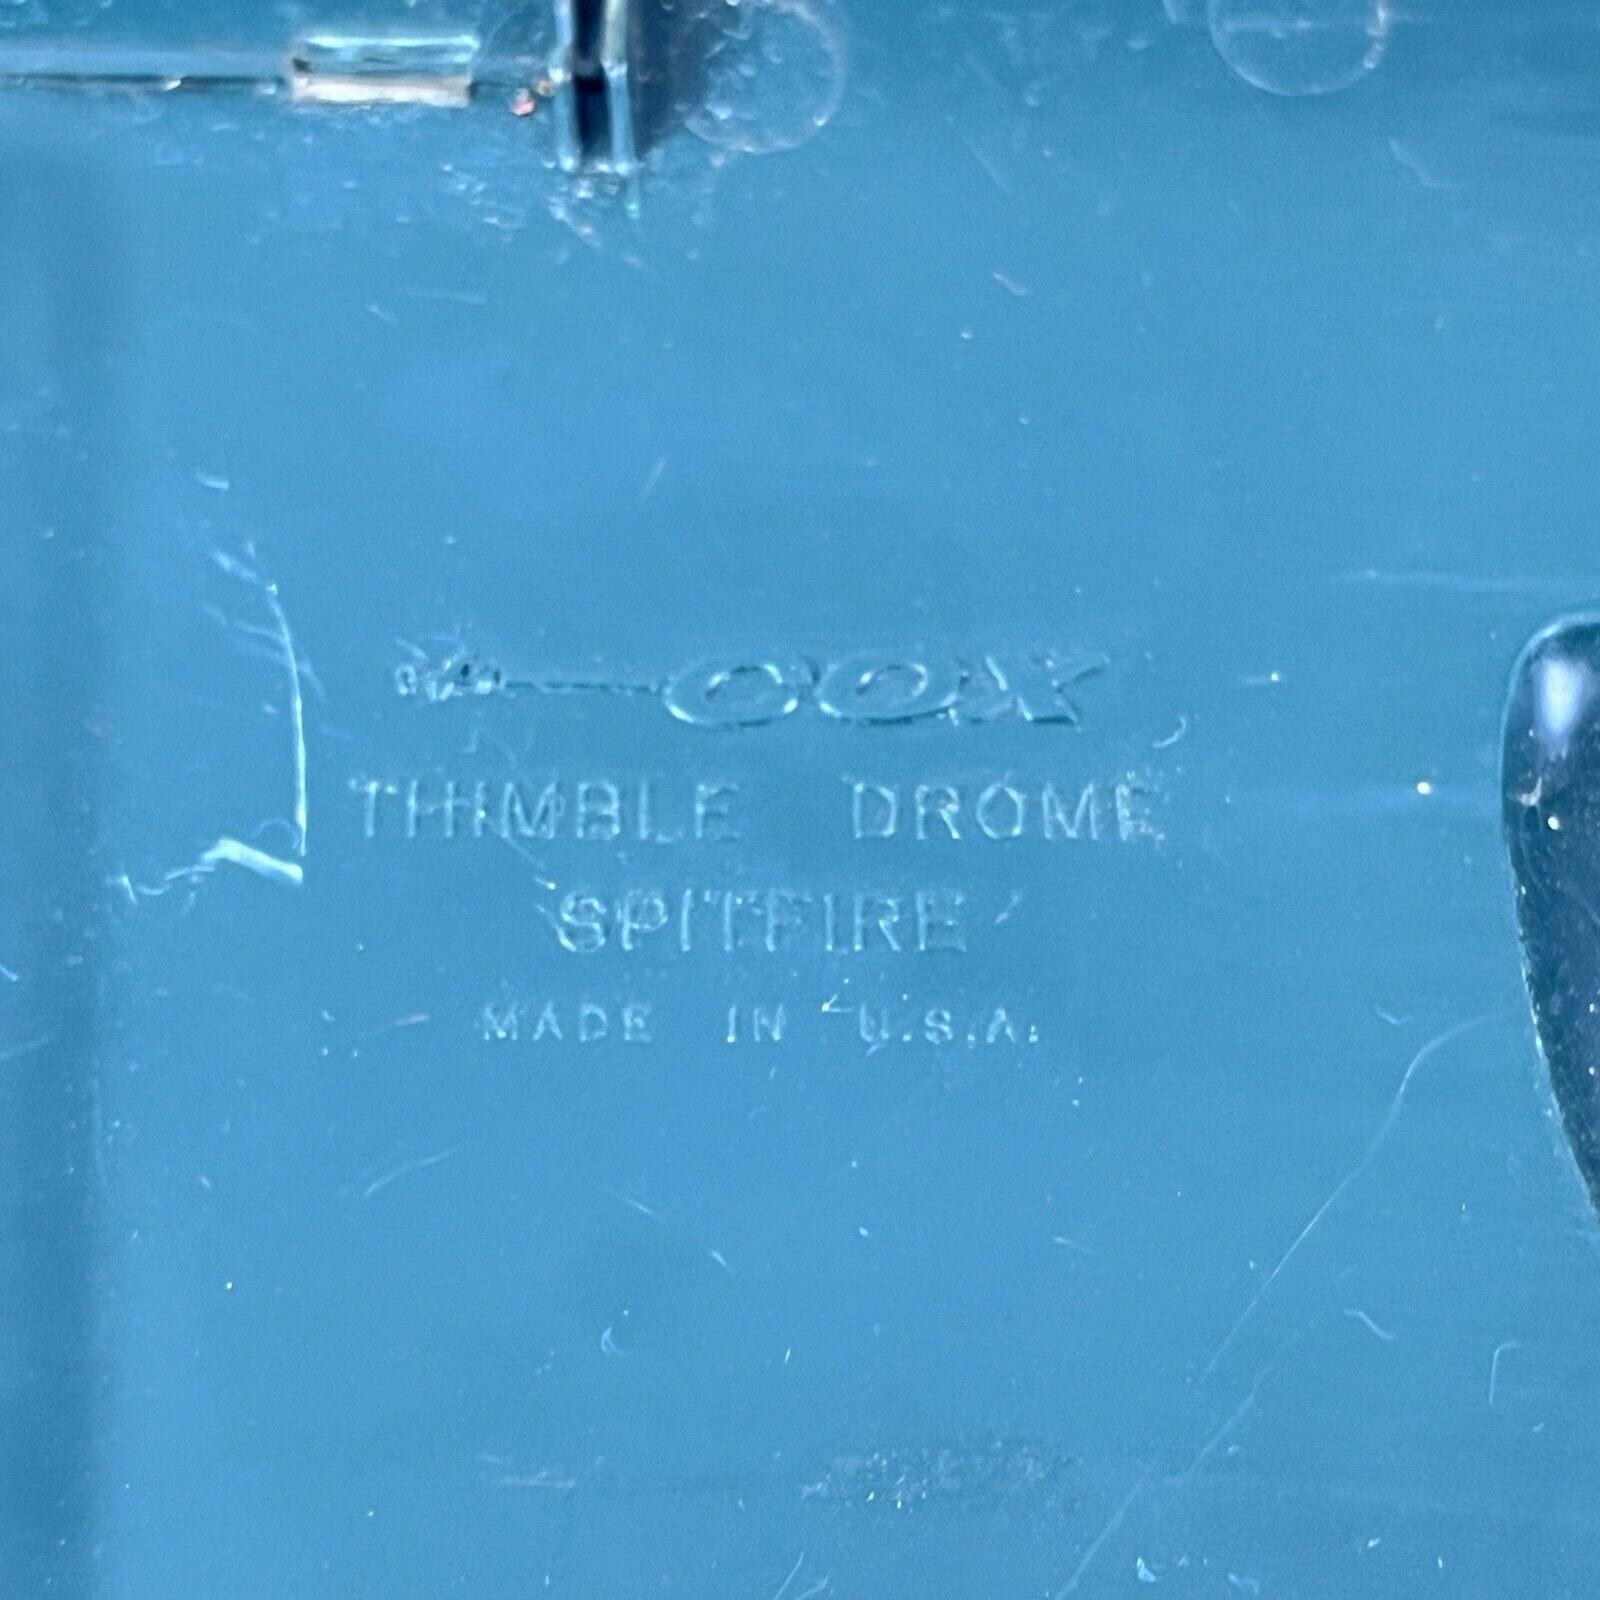 COX
THIMBLE DROME
SPITFIRE
MADE IN U.S.A.